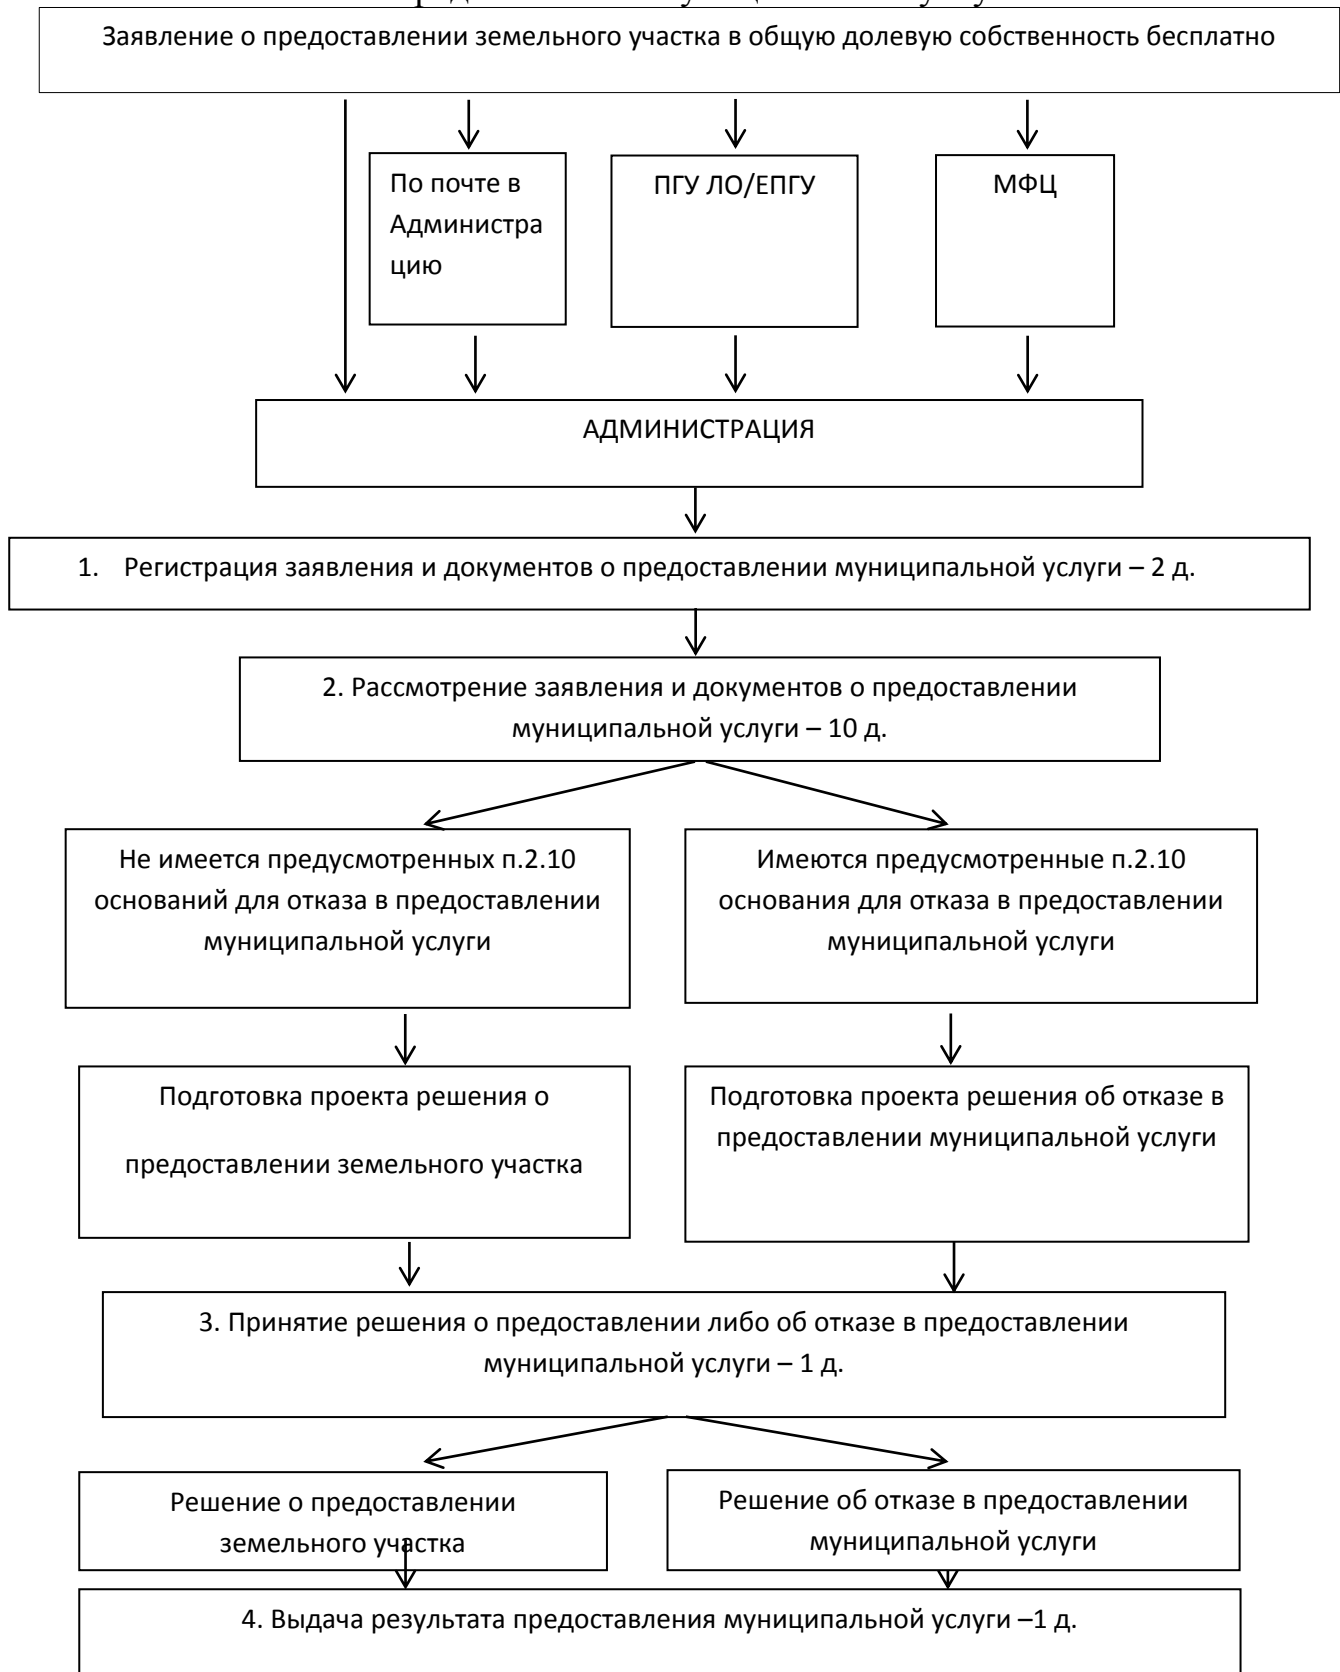 Заявление о предоставлении земельного участка в общую долевую собственность бесплатно
По почте в
Администра
цию
ПГУ ЛО/ЕПГУ
МФЦ
АДМИНИСТРАЦИЯ
1. Регистрация заявления и документов о предоставлении муниципальной услуги – 2 д.
2. Рассмотрение заявления и документов о предоставлении
муниципальной услуги – 10 д.
Не имеется предусмотренных п.2.10
оснований для отказа в предоставлении
муниципальной услуги
Имеются предусмотренные п.2.10
основания для отказа в предоставлении
муниципальной услуги
Подготовка проекта решения о
предоставлении земельного участка
Подготовка проекта решения об отказе в
предоставлении муниципальной услуги
3. Принятие решения о предоставлении либо об отказе в предоставлении
муниципальной услуги – 1 д.
Решение о предоставлении
земельного участка
Решение об отказе в предоставлении
муниципальной услуги
4. Выдача результата предоставления муниципальной услуги –1 д.